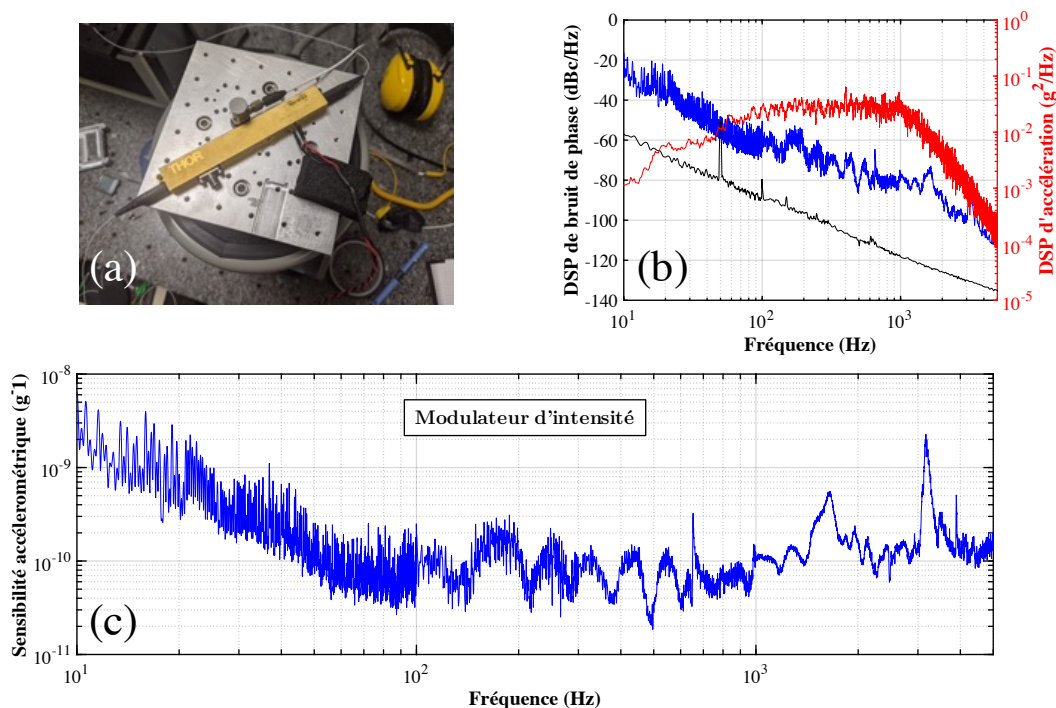 THOR
(a)
DSP de bruit de phase (dBc/Hz)
0
-20
-40
-60
-80
-100
-120
-140
10^1
10^2
10^3
Fréquence (Hz)
10^0
10^-1
10^-2
10^-3
10^-4
10^-5
DSP d'accélération (g^2/Hz)
(b)
Sensibilité accélerométrique (g^-1)
10^-8
10^-9
10^-10
10^-11
Modulateur d'intensité
(c)
10^1
10^2
10^3
Fréquence (Hz)